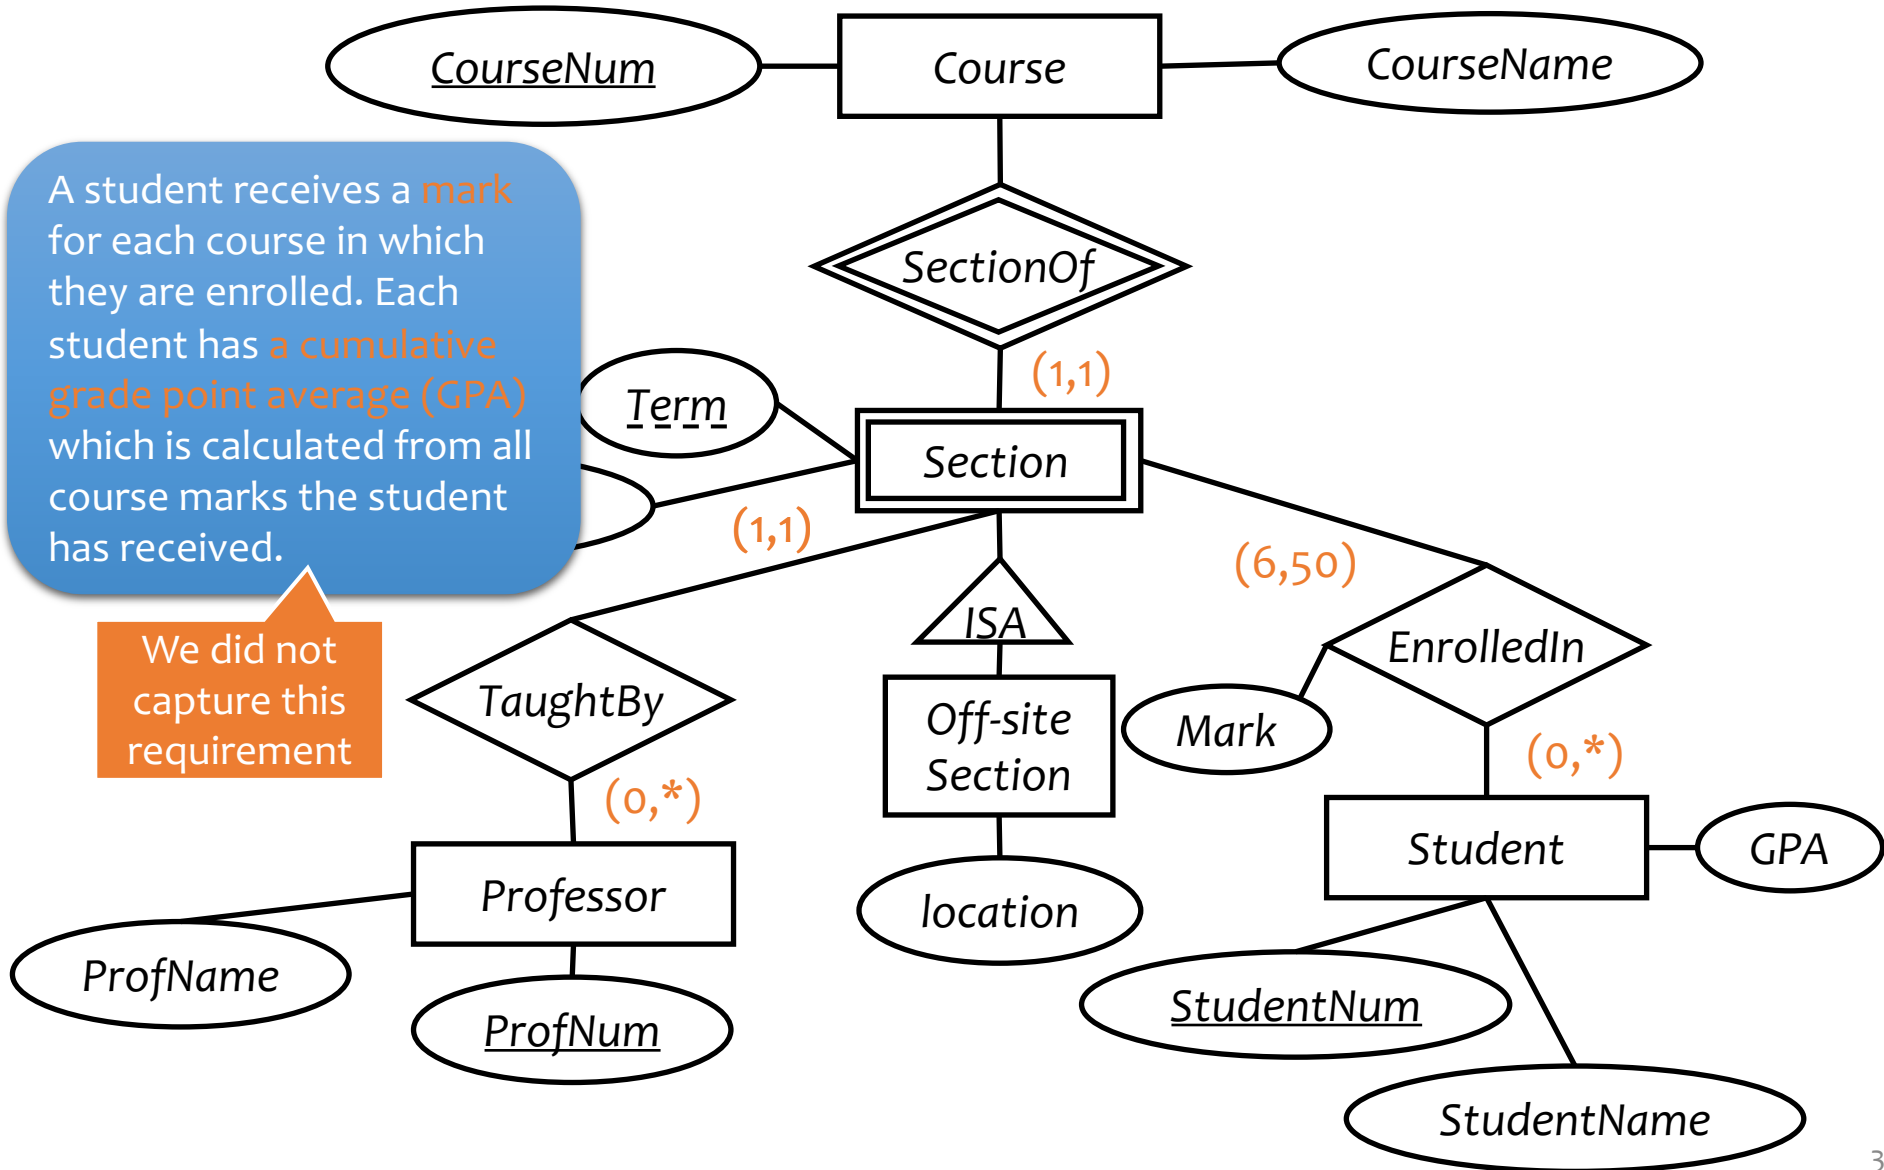 CourseNum
Course
CourseName
A student receives a mark
for each course in which
they are enrolled. Each
student has a cumulative
grade point average (GPA)
which is calculated from all
course marks the student
has received.
SectionOf
(1,1)
Term
Section
(1,1)
(6,50)
ISA
We did not
capture this
requirement
TaughtBy
EnrolledIn
Off-site
Section
Mark
(0,*)
(0,*)
Professor
Student
GPA
location
ProfName
StudentNum
ProfNum
StudentName
3